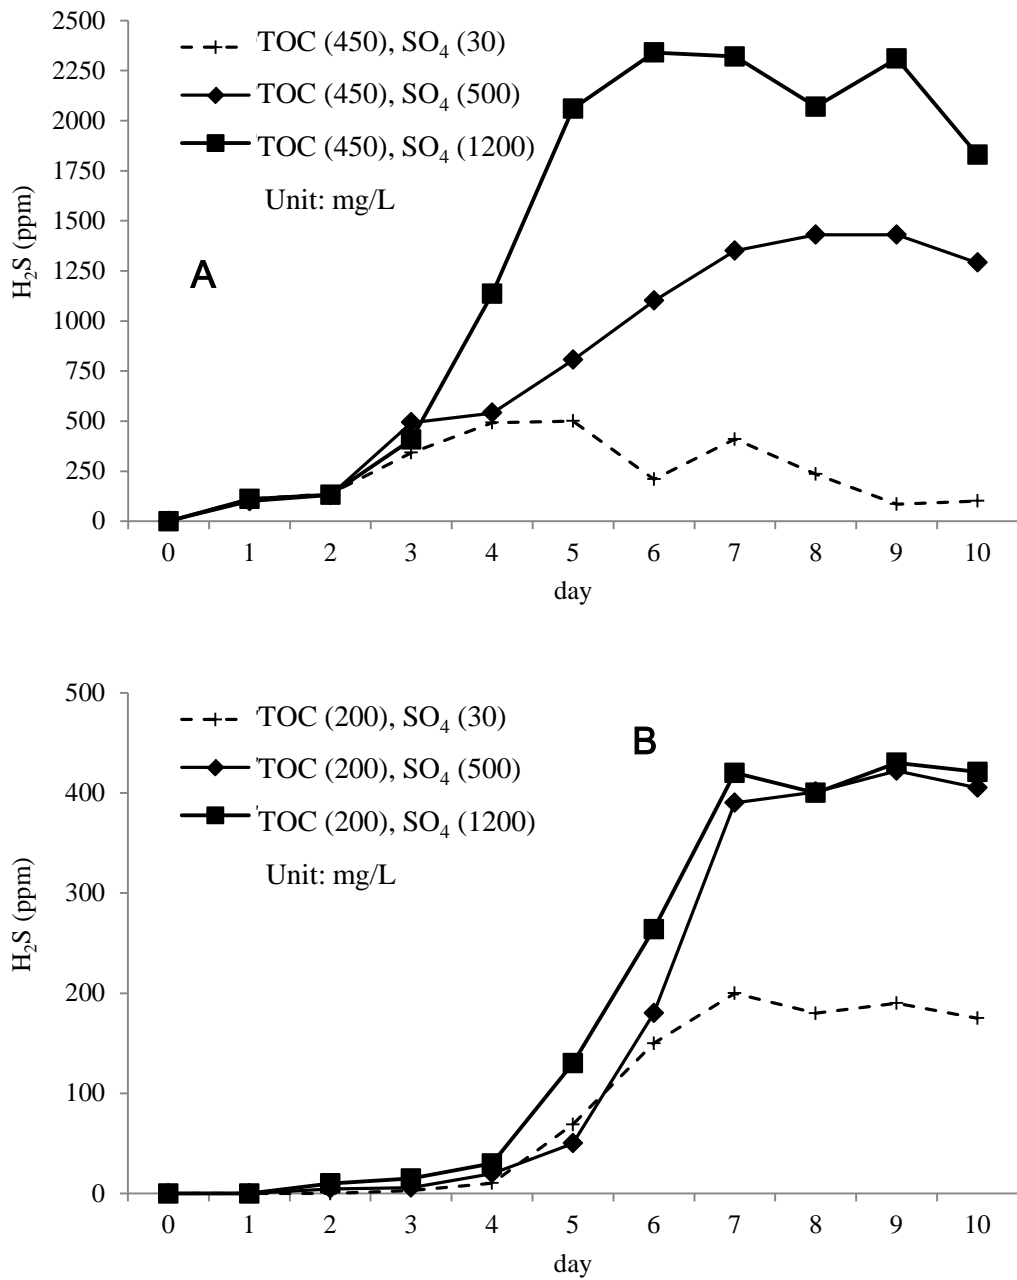 2500
2250
2000
1750
1500
1250
1000
750
500
250
0
H₂S (ppm)
TOC (450), SO₄ (30)
TOC (450), SO₄ (500)
TOC (450), SO₄ (1200)
Unit: mg/L
A
0 1 2 3 4 5 6 7 8 9 10
day
500
400
300
200
100
0
H₂S (ppm)
TOC (200), SO₄ (30)
TOC (200), SO₄ (500)
TOC (200), SO₄ (1200)
Unit: mg/L
B
0 1 2 3 4 5 6 7 8 9 10
day